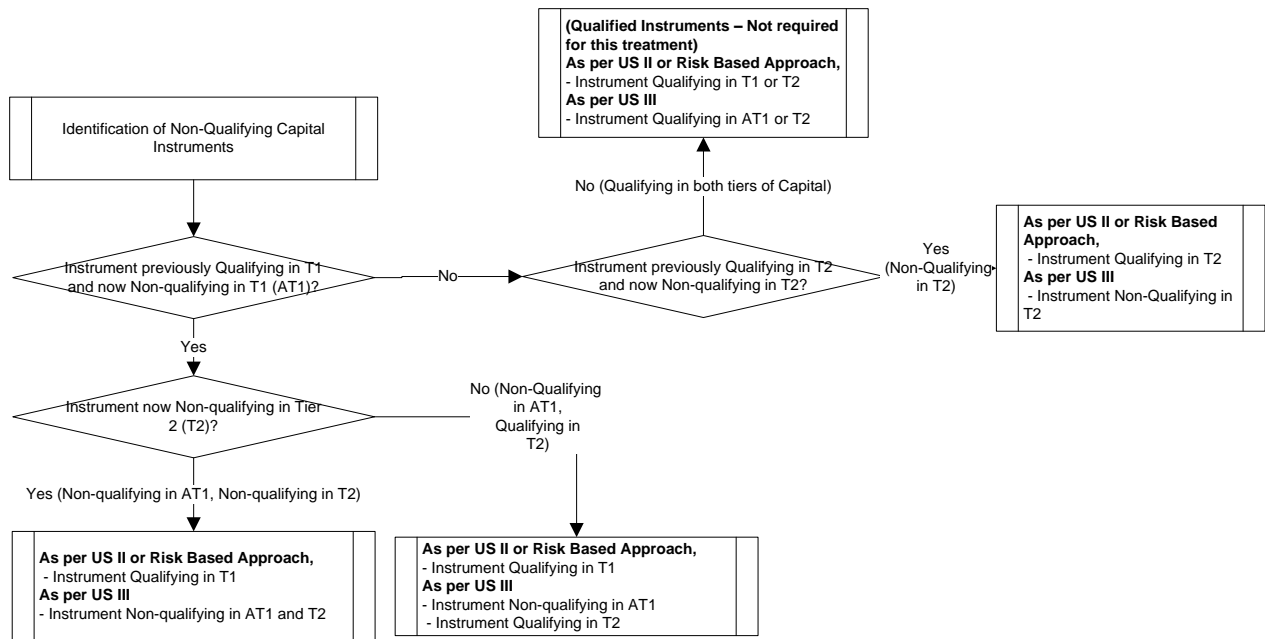 (Qualified Instruments – Not required
for this treatment)
As per US II or Risk Based Approach,
- Instrument Qualifying in T1 or T2
As per US III
- Instrument Qualifying in AT1 or T2
Identification of Non-Qualifying Capital
Instruments
No (Qualifying in both tiers of Capital)
Instrument previously Qualifying in T1
and now Non-qualifying in T1 (AT1)?
No
Instrument previously Qualifying in T2
and now Non-qualifying in T2?
Yes
(Non-Qualifying
in T2)
As per US II or Risk Based
Approach,
- Instrument Qualifying in T2
As per US III
- Instrument Non-Qualifying in
T2
Yes
Instrument now Non-qualifying in Tier
2 (T2)?
No (Non-Qualifying
in AT1,
Qualifying in
T2)
Yes (Non-qualifying in AT1, Non-qualifying in T2)
As per US II or Risk Based Approach,
- Instrument Qualifying in T1
As per US III
- Instrument Non-qualifying in AT1 and T2
As per US II or Risk Based Approach,
- Instrument Qualifying in T1
As per US III
- Instrument Non-qualifying in AT1
- Instrument Qualifying in T2